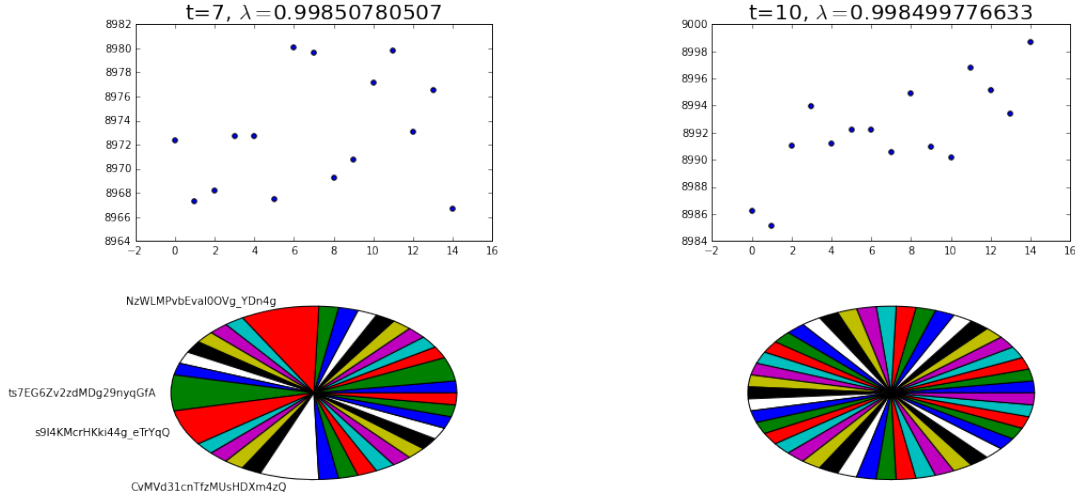 t=7, λ=0.99850780507
8982
8980
8978
8976
8974
8972
8970
8968
8966
8964
−2 0 2 4 6 8 10 12 14 16
t=10, λ=0.998499776633
9000
8998
8996
8994
8992
8990
8988
8986
8984
−2 0 2 4 6 8 10 12 14 16
NzWLMPvbEval0OVg_YDn4g
ts7EG6Zv2zdMDg29nyqGfA
s9I4KMcrHKki44g_eTrYqQ
CvMVd31cnTfzMUsHDXm4zQ